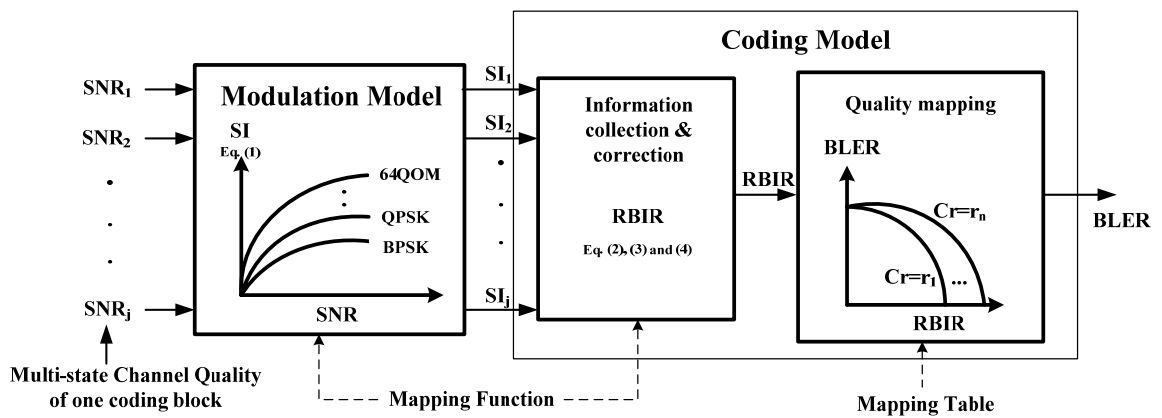 Coding Model
SNR₁
SNR₂
SNRⱼ
Multi-state Channel Quality
of one coding block
Modulation Model
SI
Eq. (1)
64QOM
QPSK
BPSK
SNR
SI₁
SI₂
SIⱼ
Information
collection &
correction
RBIR
Eq. (2), (3) and (4)
RBIR
Quality mapping
BLER
Cr=rₙ
Cr=r₁ ...
RBIR
BLER
Mapping Function
Mapping Table